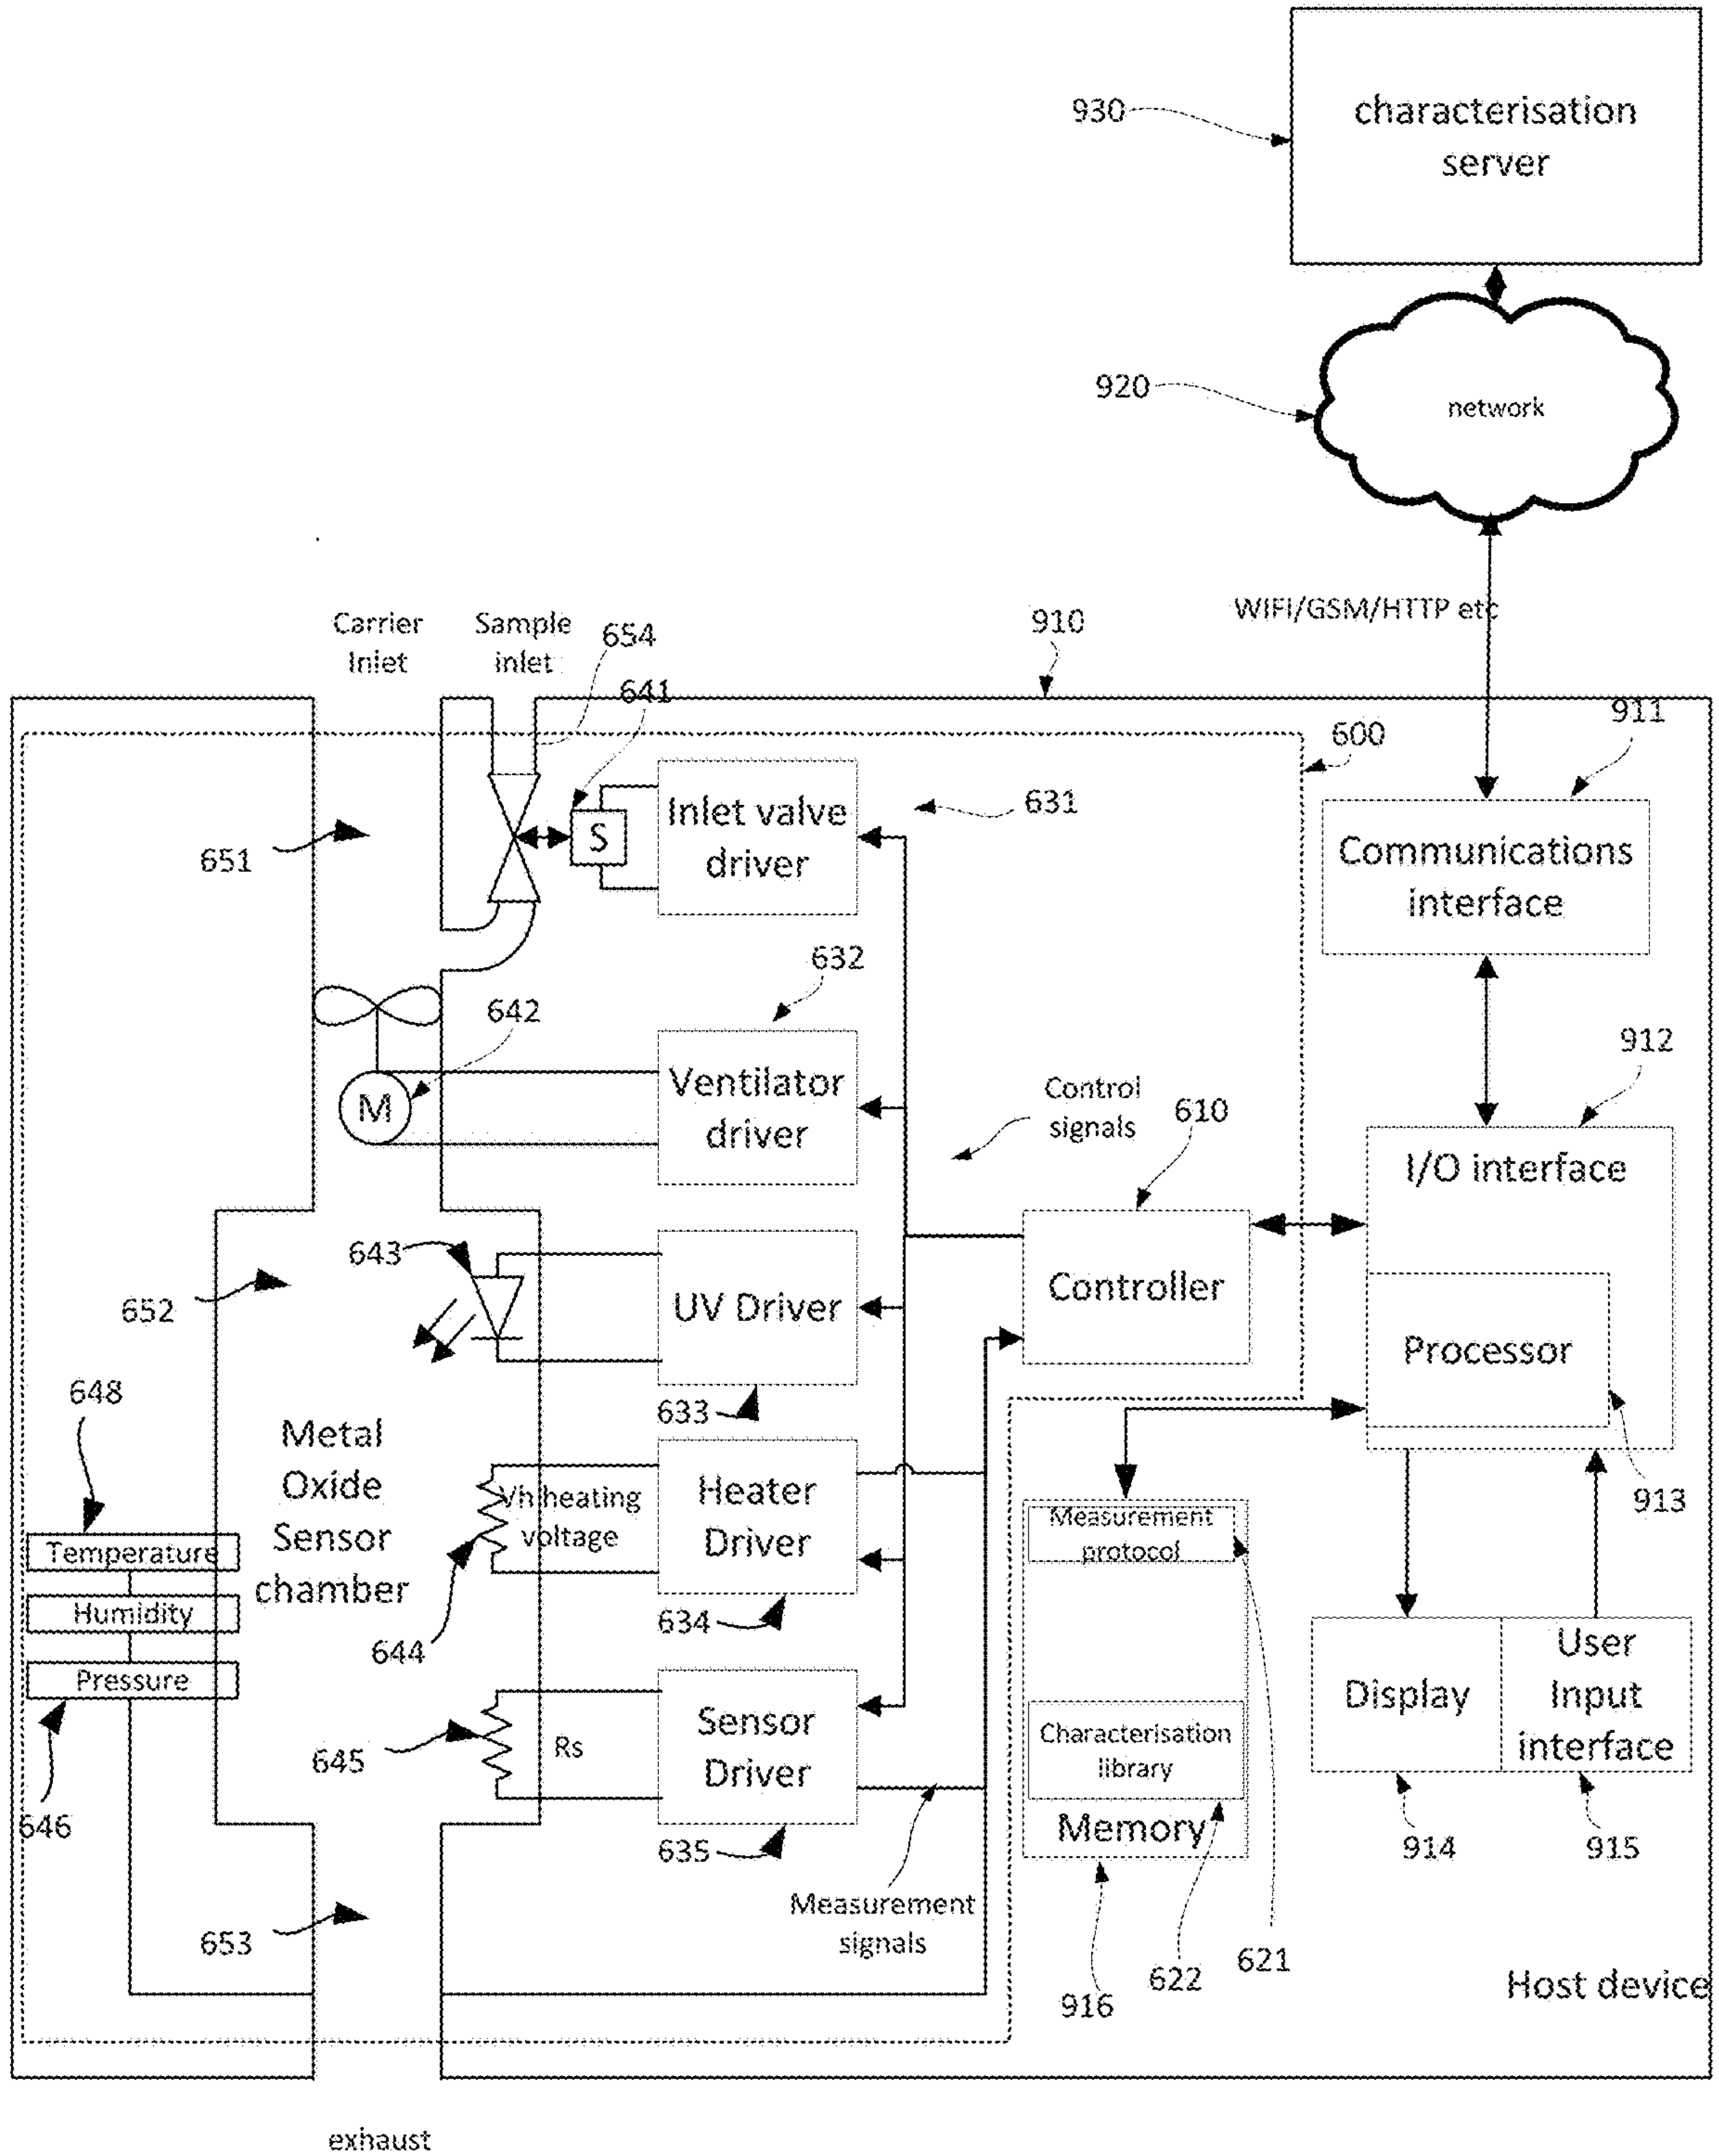 930
characterisation
server
920
network
WIFI/GSM/HTTP etc
Carrier
Inlet
Sample
inlet
654
641
910
911
600
651
S
Inlet valve
driver
631
Communications
interface
632
642
M
Ventilator
driver
Control
signals
610
912
I/O interface
643
652
UV Driver
Controller
Processor
648
633
913
Metal
Oxide
Sensor
chamber
Temperature
Humidity
Pressure
Vh heating
voltage
Heater
Driver
644
634
Measurement
protocol
646
645
Rs
Sensor
Driver
635
Characterisation
library
Memory
Display
User
Input
interface
914
915
653
Measurement
signals
916
622
621
Host device
exhaust